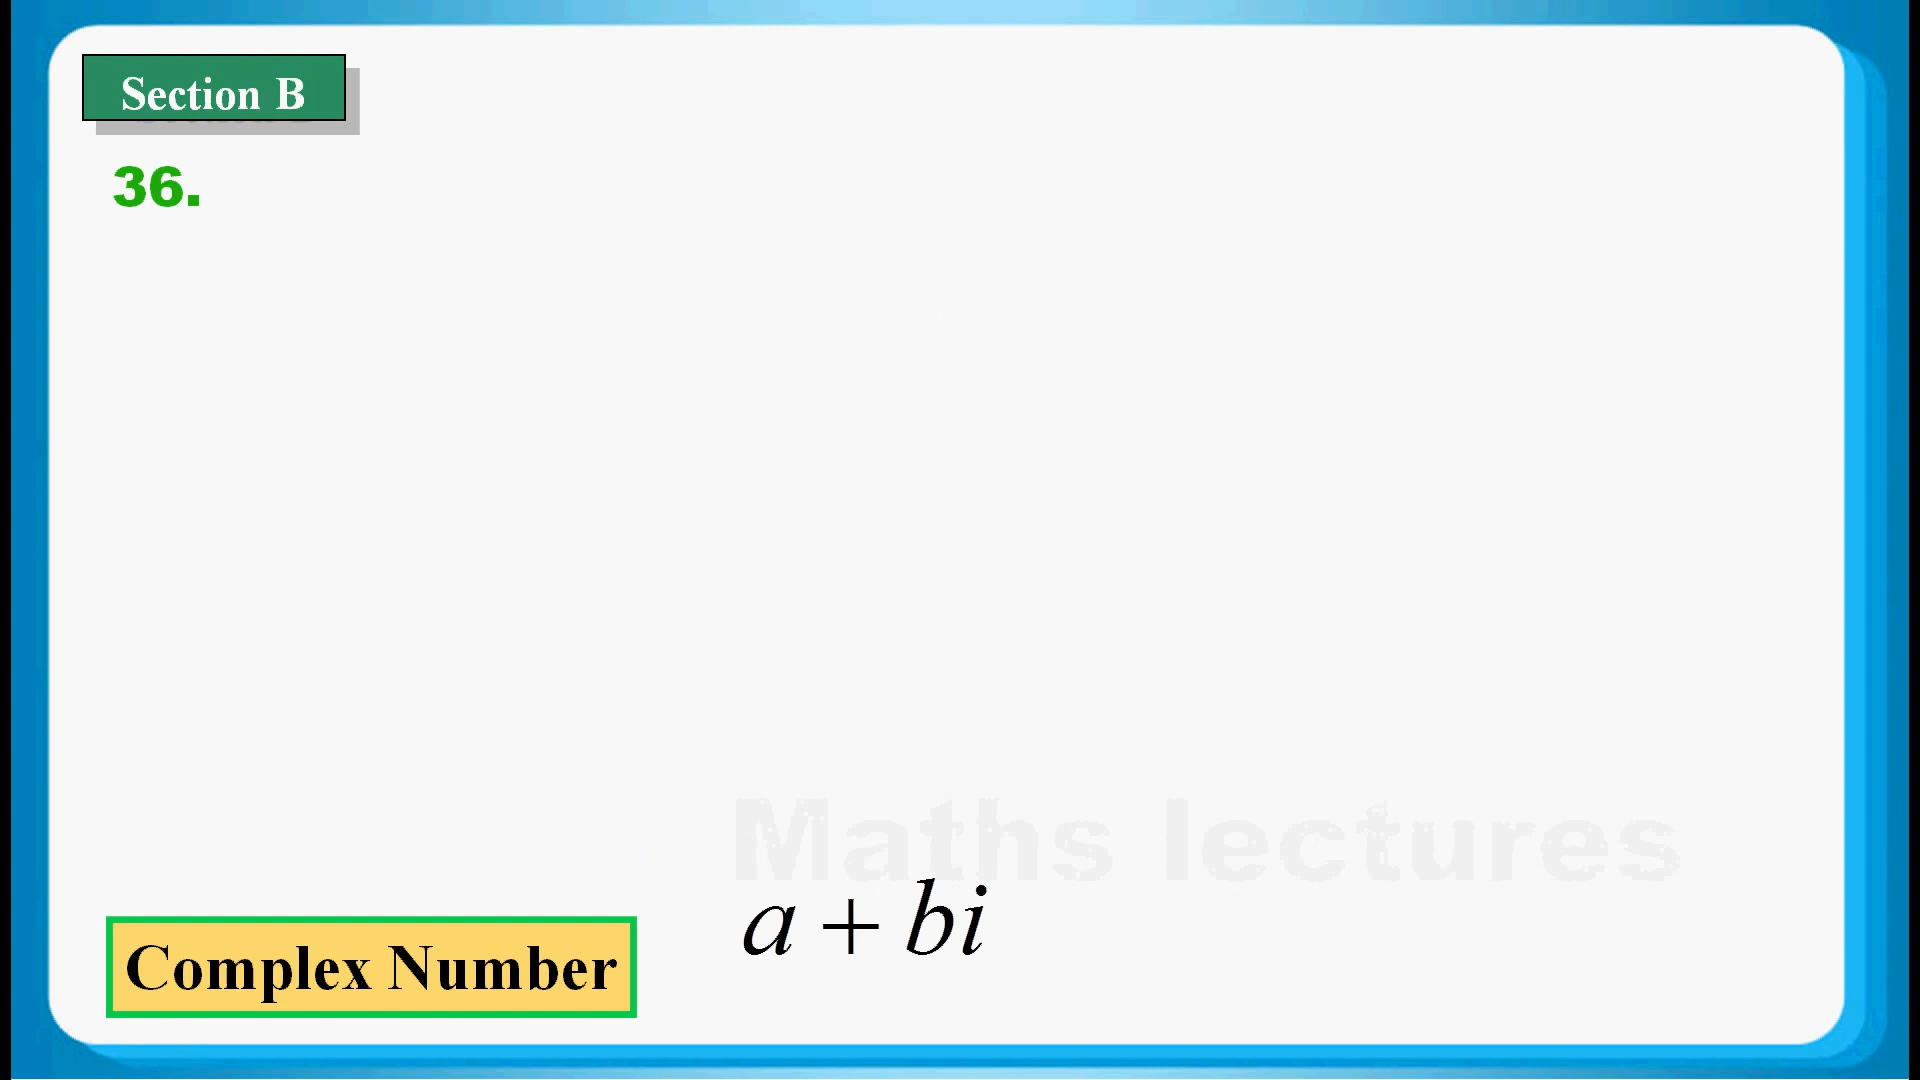 Section B
36.
Maths lectures
a + bi
Complex Number